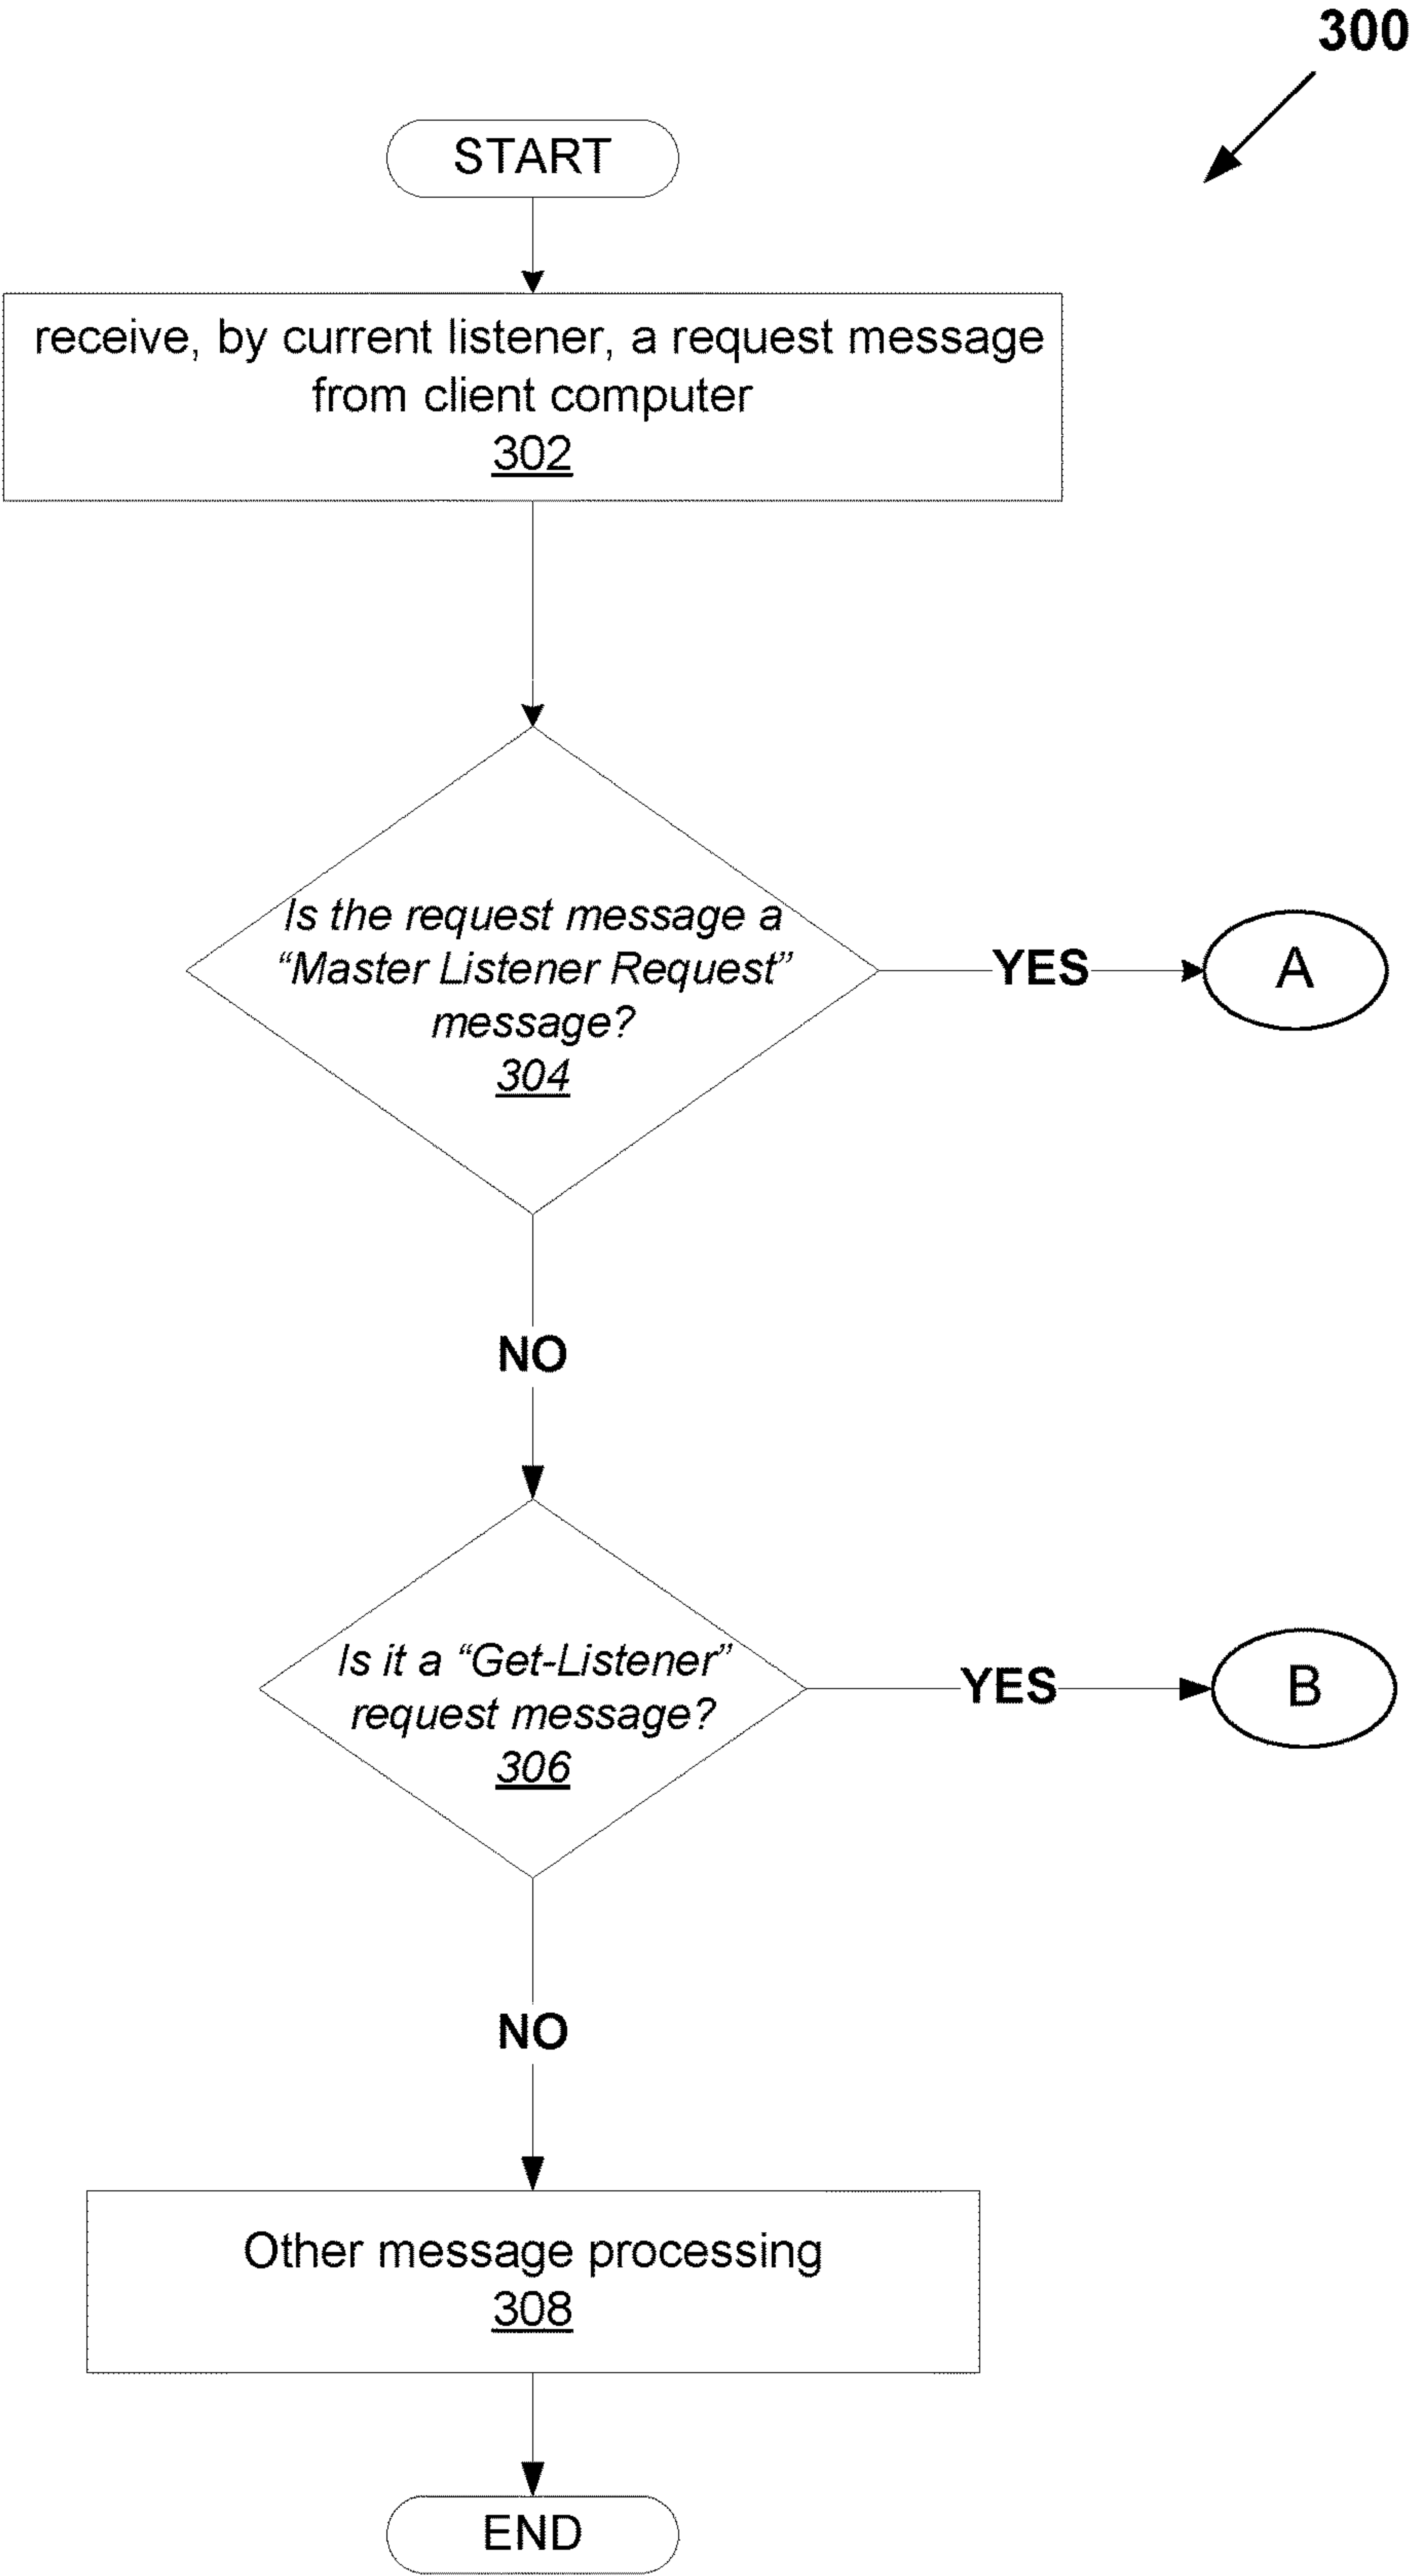 300
START
receive, by current listener, a request message
from client computer
302
Is the request message a
“Master Listener Request”
message?
304
YES
A
NO
Is it a “Get-Listener”
request message?
306
YES
B
NO
Other message processing
308
END